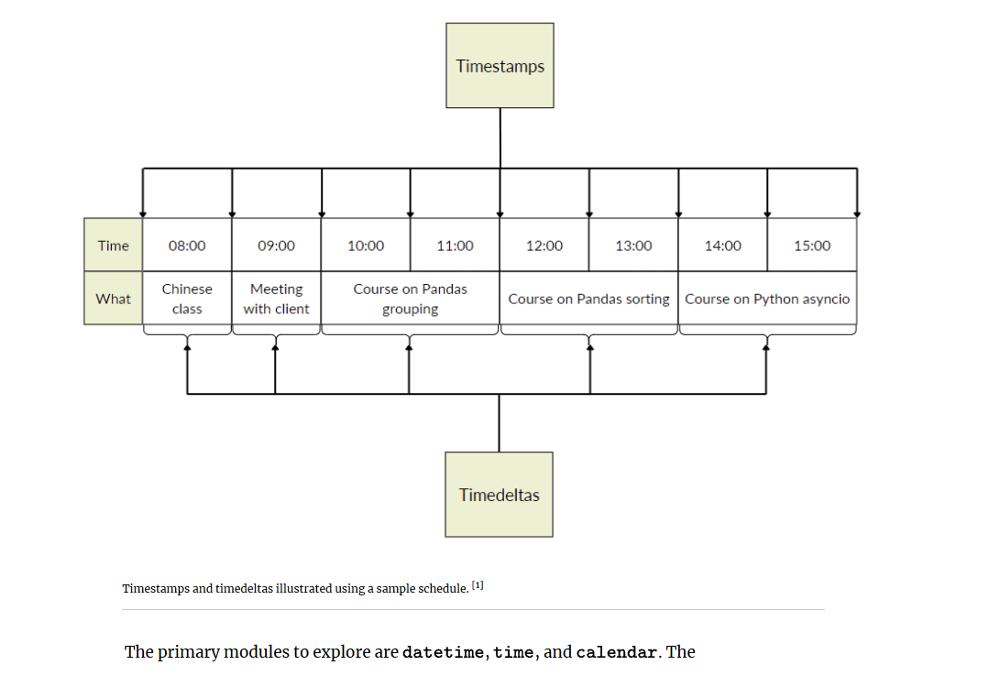 Timestamps
Time 08:00 09:00 10:00 11:00 12:00 13:00 14:00 15:00
What
Chinese
class
Meeting
with client
Course on Pandas
grouping
Course on Pandas sorting
Course on Python asyncio
Timedeltas
Timestamps and timedeltas illustrated using a sample schedule. [1]
The primary modules to explore are datetime, time, and calendar. The